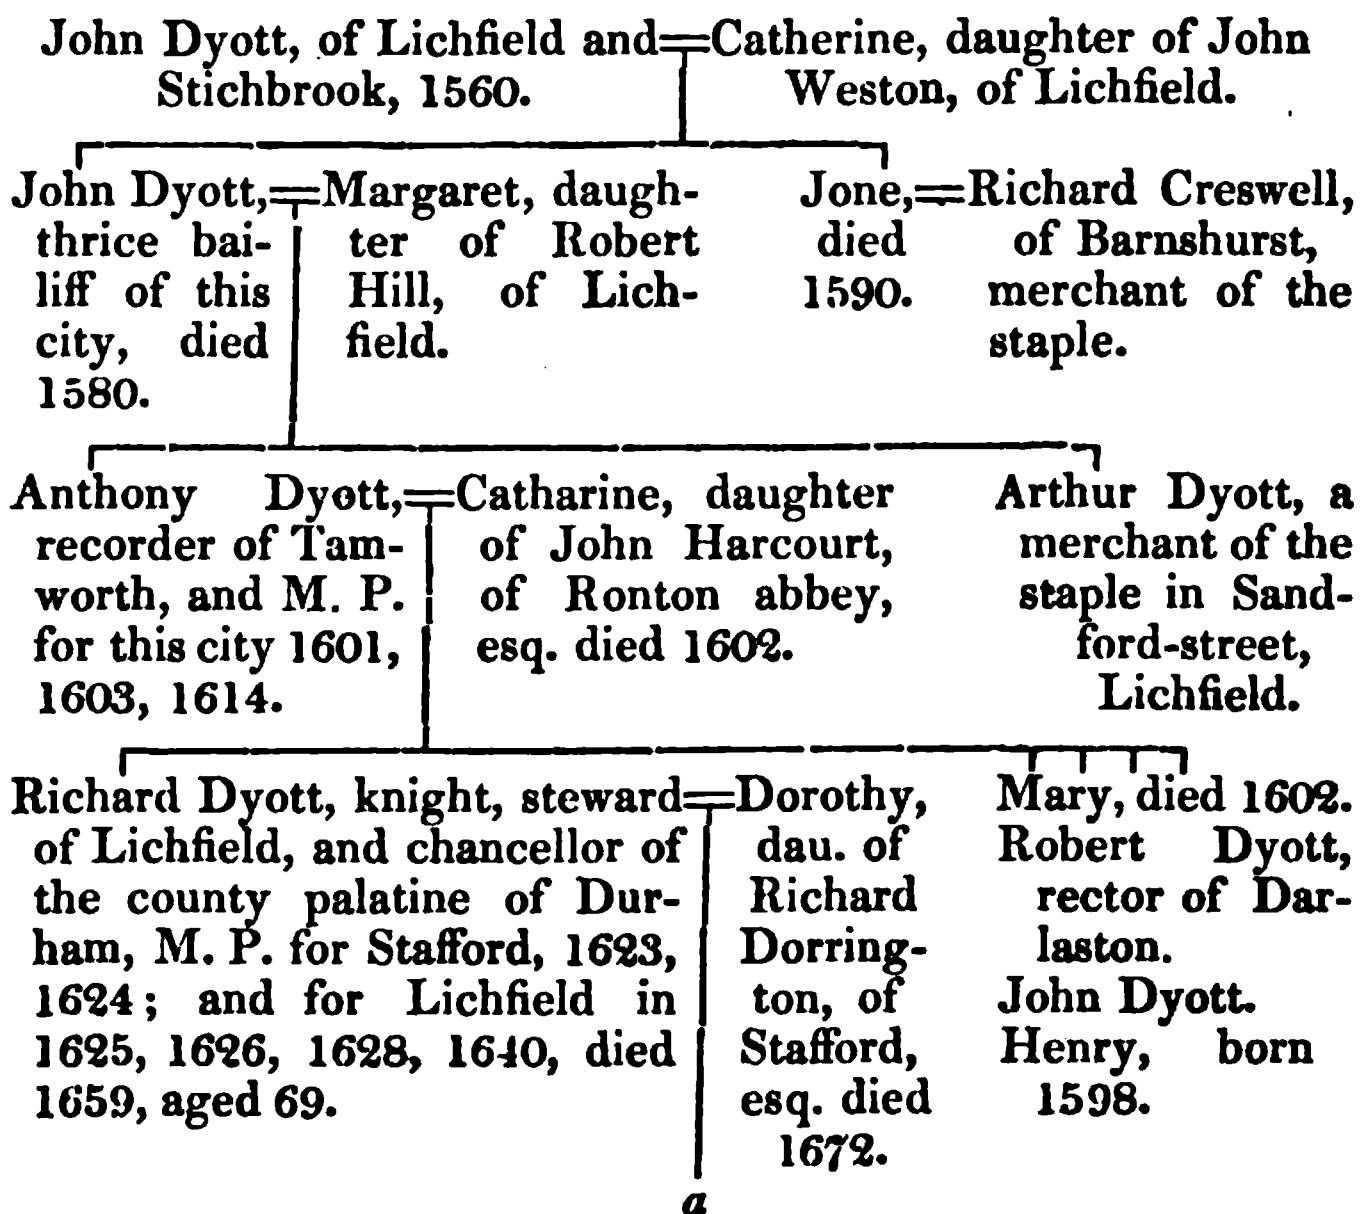 John Dyott, of Lichfield and=Catherine, daughter of John
Stichbrook, 1560.
Weston, of Lichfield.
John Dyott,=
thrice bai-
liff of this
city, died
1580.
Margaret, daugh-
ter of Robert
Hill, of Lich-
field.
Jone,=
died
1590.
Richard Creswell,
of Barnshurst,
merchant of the
staple.
Anthony Dyott,=
recorder of Tam-
worth, and M. P.
for this city 1601,
1603, 1614.
Catharine, daughter
of John Harcourt,
of Ronton abbey,
esq. died 1602.
Arthur Dyott, a
merchant of the
staple in Sand-
ford-street,
Lichfield.
Richard Dyott, knight, steward=
of Lichfield, and chancellor of
the county palatine of Dur-
ham, M. P. for Stafford, 1623,
1624; and for Lichfield in
1625, 1626, 1628, 1640, died
1659, aged 69.
Dorothy,
dau. of
Richard
Dorring-
ton, of
Stafford,
esq. died
1672.
Mary, died 1602.
Robert Dyott,
rector of Dar-
laston.
John Dyott.
Henry, born
1598.
a